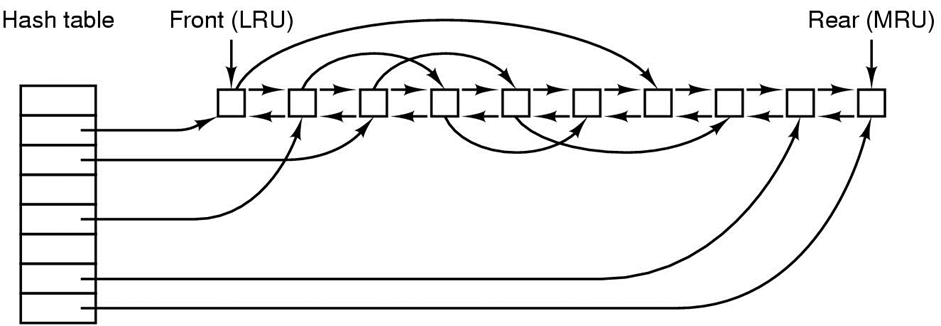 Hash table
Front (LRU)
Rear (MRU)